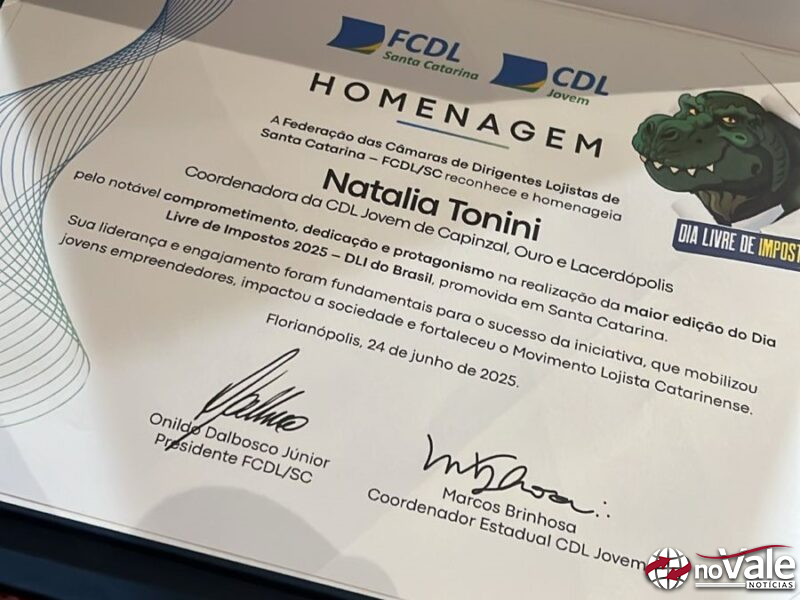 FCDL
Santa Catarina
CDL
Jovem
HOMENAGEM
A Federação das Câmaras de Dirigentes Lojistas de
Santa Catarina – FCDL/SC reconhece e homenageia
Natalia Tonini
Coordenadora da CDL Jovem de Capinzal, Ouro e Lacerdópolis
pelo notável comprometimento, dedicação e protagonismo na realização da maior edição do Dia
Livre de Impostos 2025 – DLI do Brasil, promovida em Santa Catarina.
Sua liderança e engajamento foram fundamentais para o sucesso da iniciativa, que mobilizou
jovens empreendedores, impactou a sociedade e fortaleceu o Movimento Lojista Catarinense.
Florianópolis, 24 de junho de 2025.
DIA LIVRE DE IMPOST
Onildo Dalbosco Júnior
Presidente FCDL/SC
Marcos Brinhosa
Coordenador Estadual CDL Jovem
noVale
NOTÍCIAS